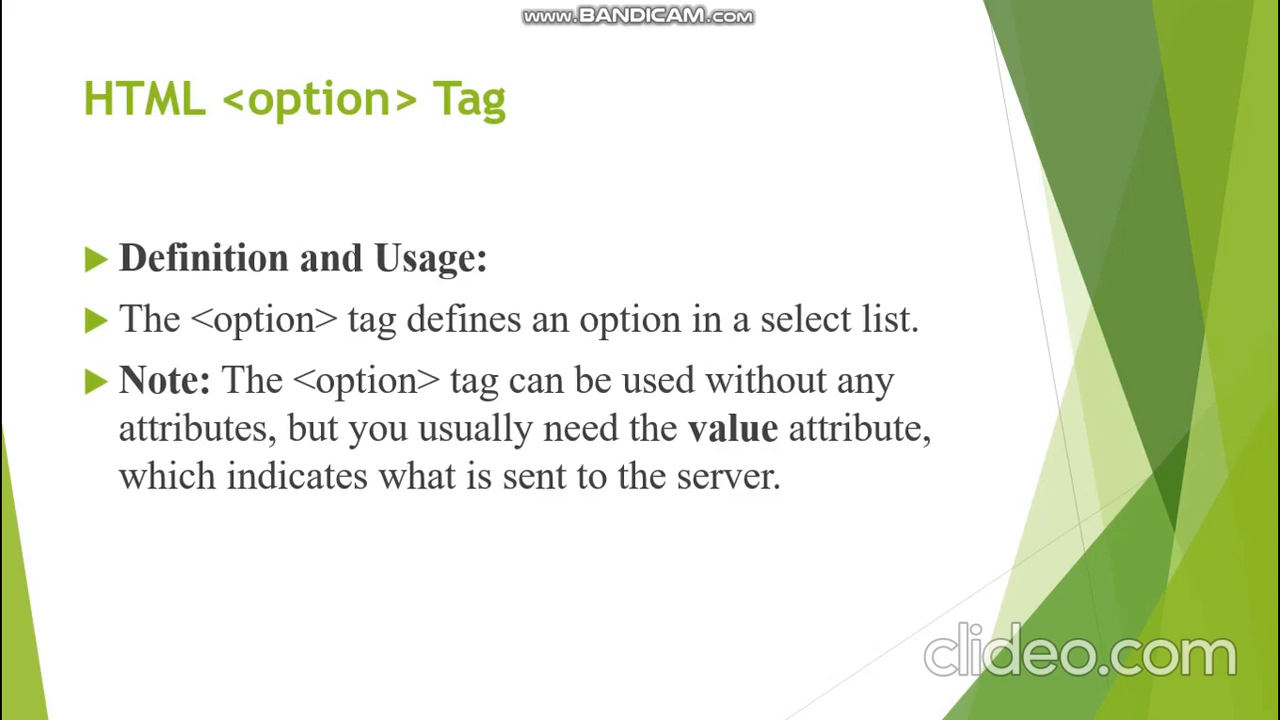 www.BANDICAM.com
HTML <option> Tag
Definition and Usage:
The <option> tag defines an option in a select list.
Note: The <option> tag can be used without any
attributes, but you usually need the value attribute,
which indicates what is sent to the server.
clideo.com